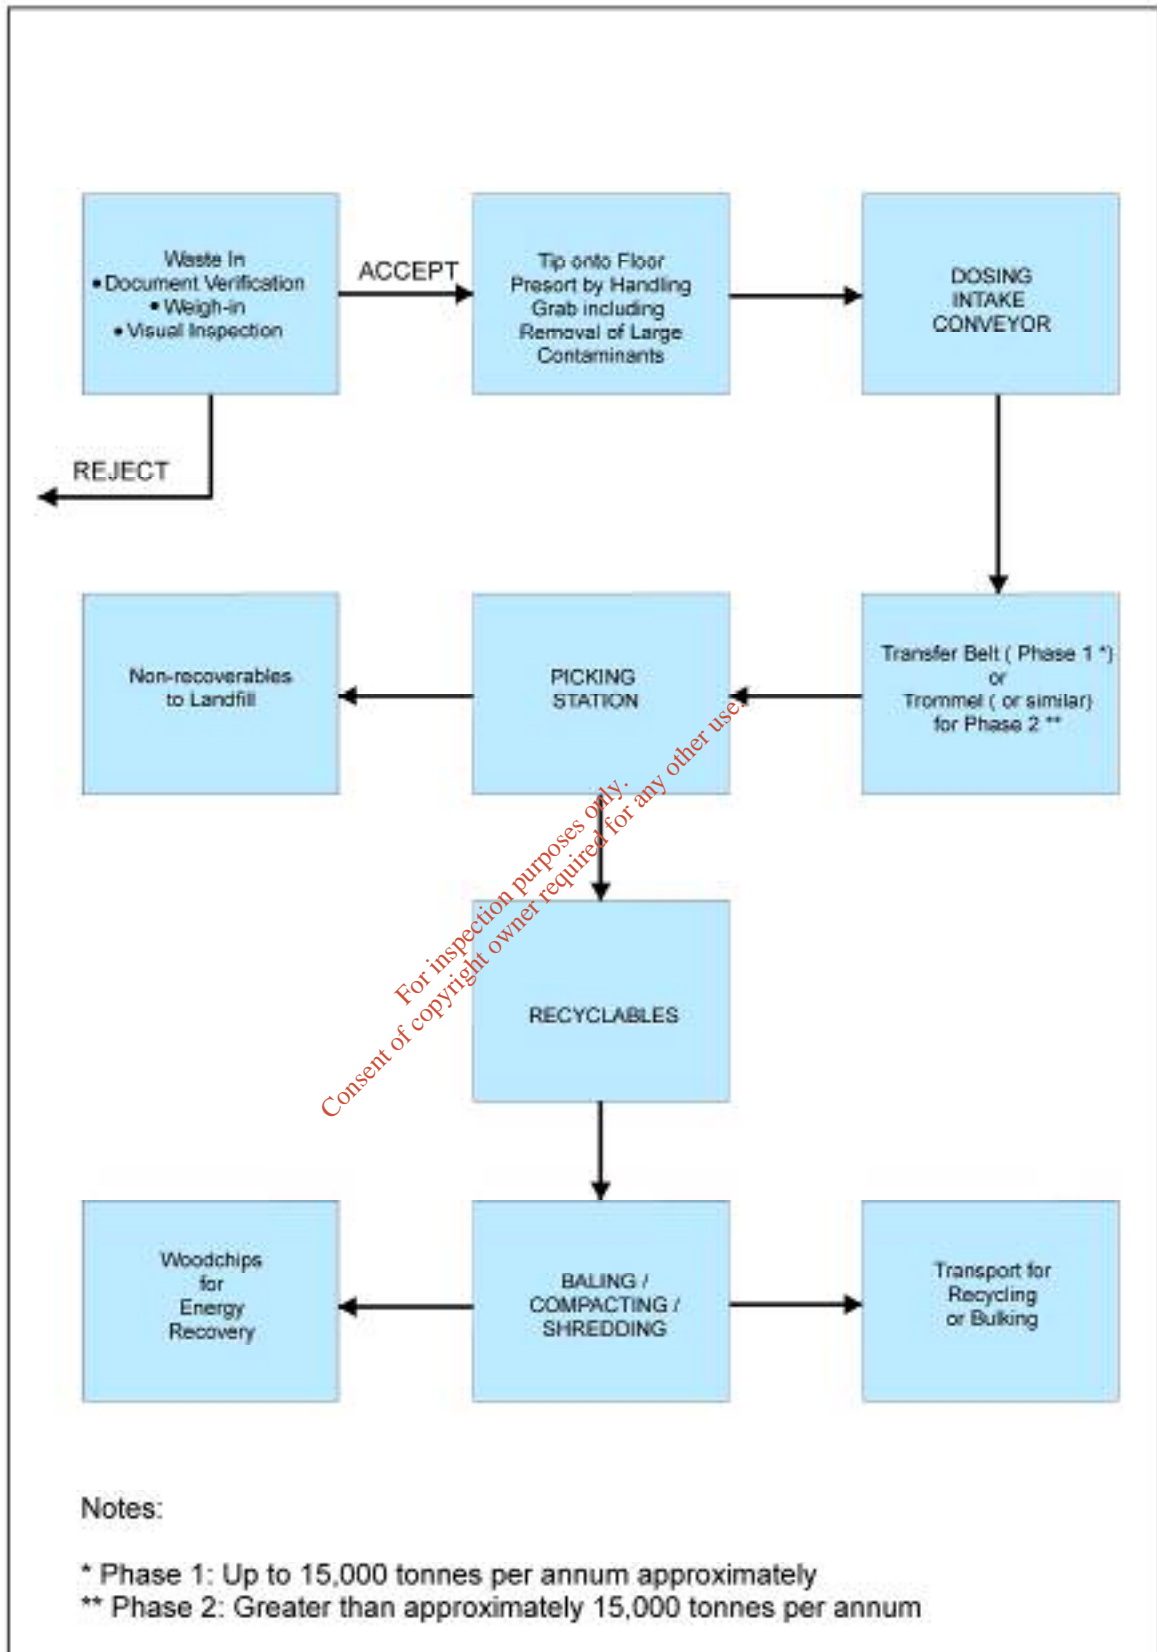 Waste In
• Document Verification
• Weigh-in
• Visual Inspection
ACCEPT
Tip onto Floor
Presort by Handling
Grab including
Removal of Large
Contaminants
DOSING
INTAKE
CONVEYOR
REJECT
Non-recoverables
to Landfill
PICKING
STATION
Transfer Belt ( Phase 1 *)
or
Trommel ( or similar)
for Phase 2 **
For inspection purposes only.
Consent of copyright owner required for any other use.
RECYCLABLES
Woodchips
for
Energy
Recovery
BALING /
COMPACTING /
SHREDDING
Transport for
Recycling
or Bulking
Notes:
* Phase 1: Up to 15,000 tonnes per annum approximately
** Phase 2: Greater than approximately 15,000 tonnes per annum